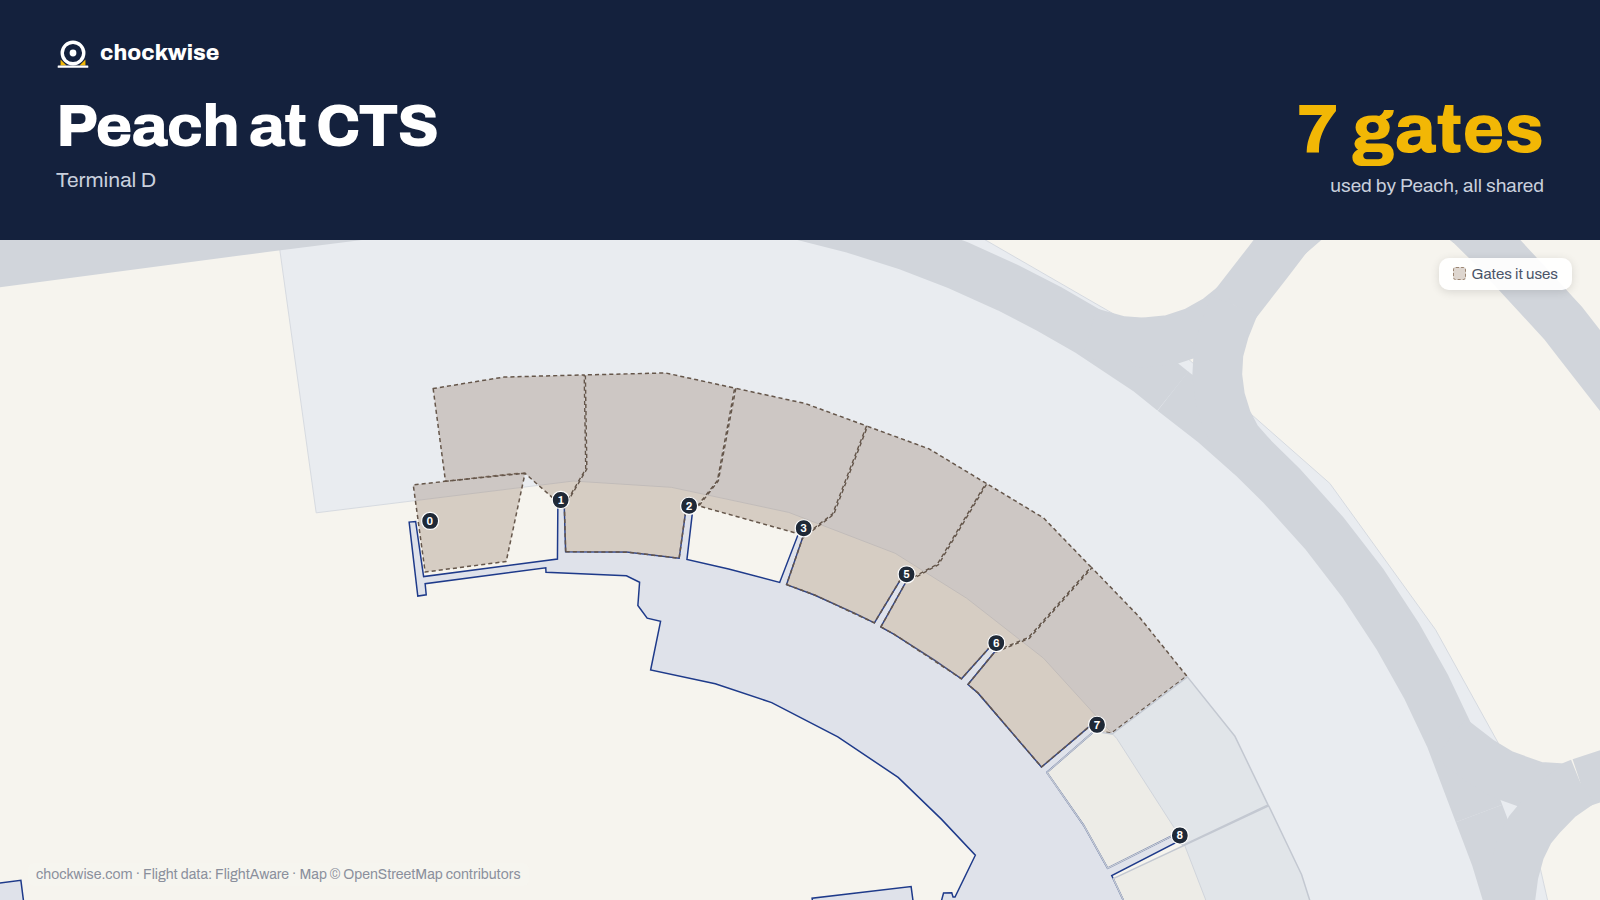 chockwise
Peach at CTS
Terminal D
7 gates
used by Peach, all shared
Gates it uses
0
1
2
3
5
6
7
8
chockwise.com · Flight data: FlightAware · Map © OpenStreetMap contributors